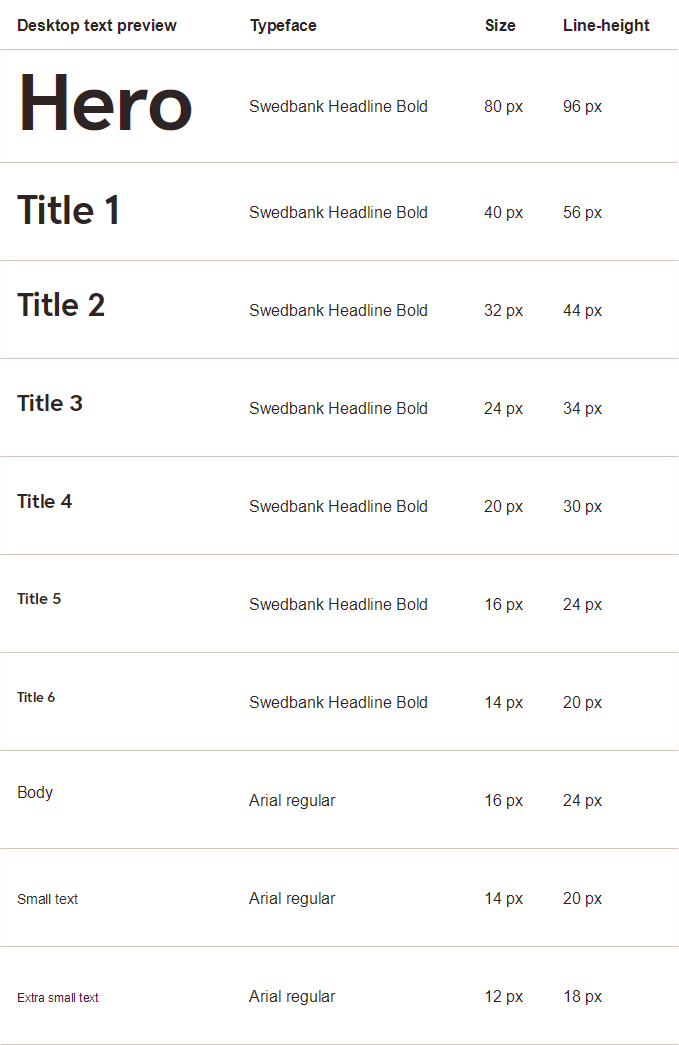 Desktop text preview Typeface Size Line-height
Hero Swedbank Headline Bold 80 px 96 px
Title 1 Swedbank Headline Bold 40 px 56 px
Title 2 Swedbank Headline Bold 32 px 44 px
Title 3 Swedbank Headline Bold 24 px 34 px
Title 4 Swedbank Headline Bold 20 px 30 px
Title 5 Swedbank Headline Bold 16 px 24 px
Title 6 Swedbank Headline Bold 14 px 20 px
Body Arial regular 16 px 24 px
Small text Arial regular 14 px 20 px
Extra small text Arial regular 12 px 18 px